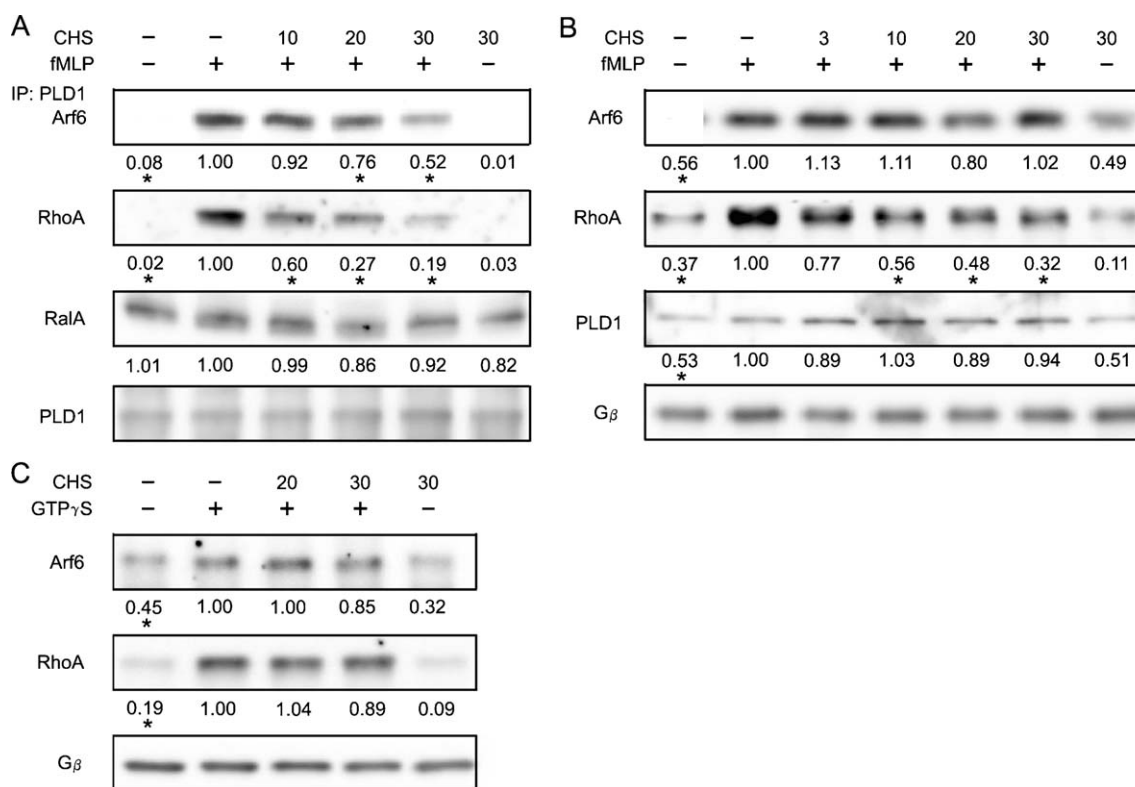 A
CHS – – 10 20 30 30
fMLP – + + + + –
IP: PLD1
Arf6
0.08 1.00 0.92 0.76 0.52 0.01
* * *
RhoA
0.02 1.00 0.60 0.27 0.19 0.03
* * * *
RalA
1.01 1.00 0.99 0.86 0.92 0.82
PLD1
B
CHS – – 3 10 20 30 30
fMLP – + + + + + –
Arf6
0.56 1.00 1.13 1.11 0.80 1.02 0.49
*
RhoA
0.37 1.00 0.77 0.56 0.48 0.32 0.11
* * * *
PLD1
0.53 1.00 0.89 1.03 0.89 0.94 0.51
*
Gβ
C
CHS – – 20 30 30
GTPγS – + + + –
Arf6
0.45 1.00 1.00 0.85 0.32
*
RhoA
0.19 1.00 1.04 0.89 0.09
*
Gβ